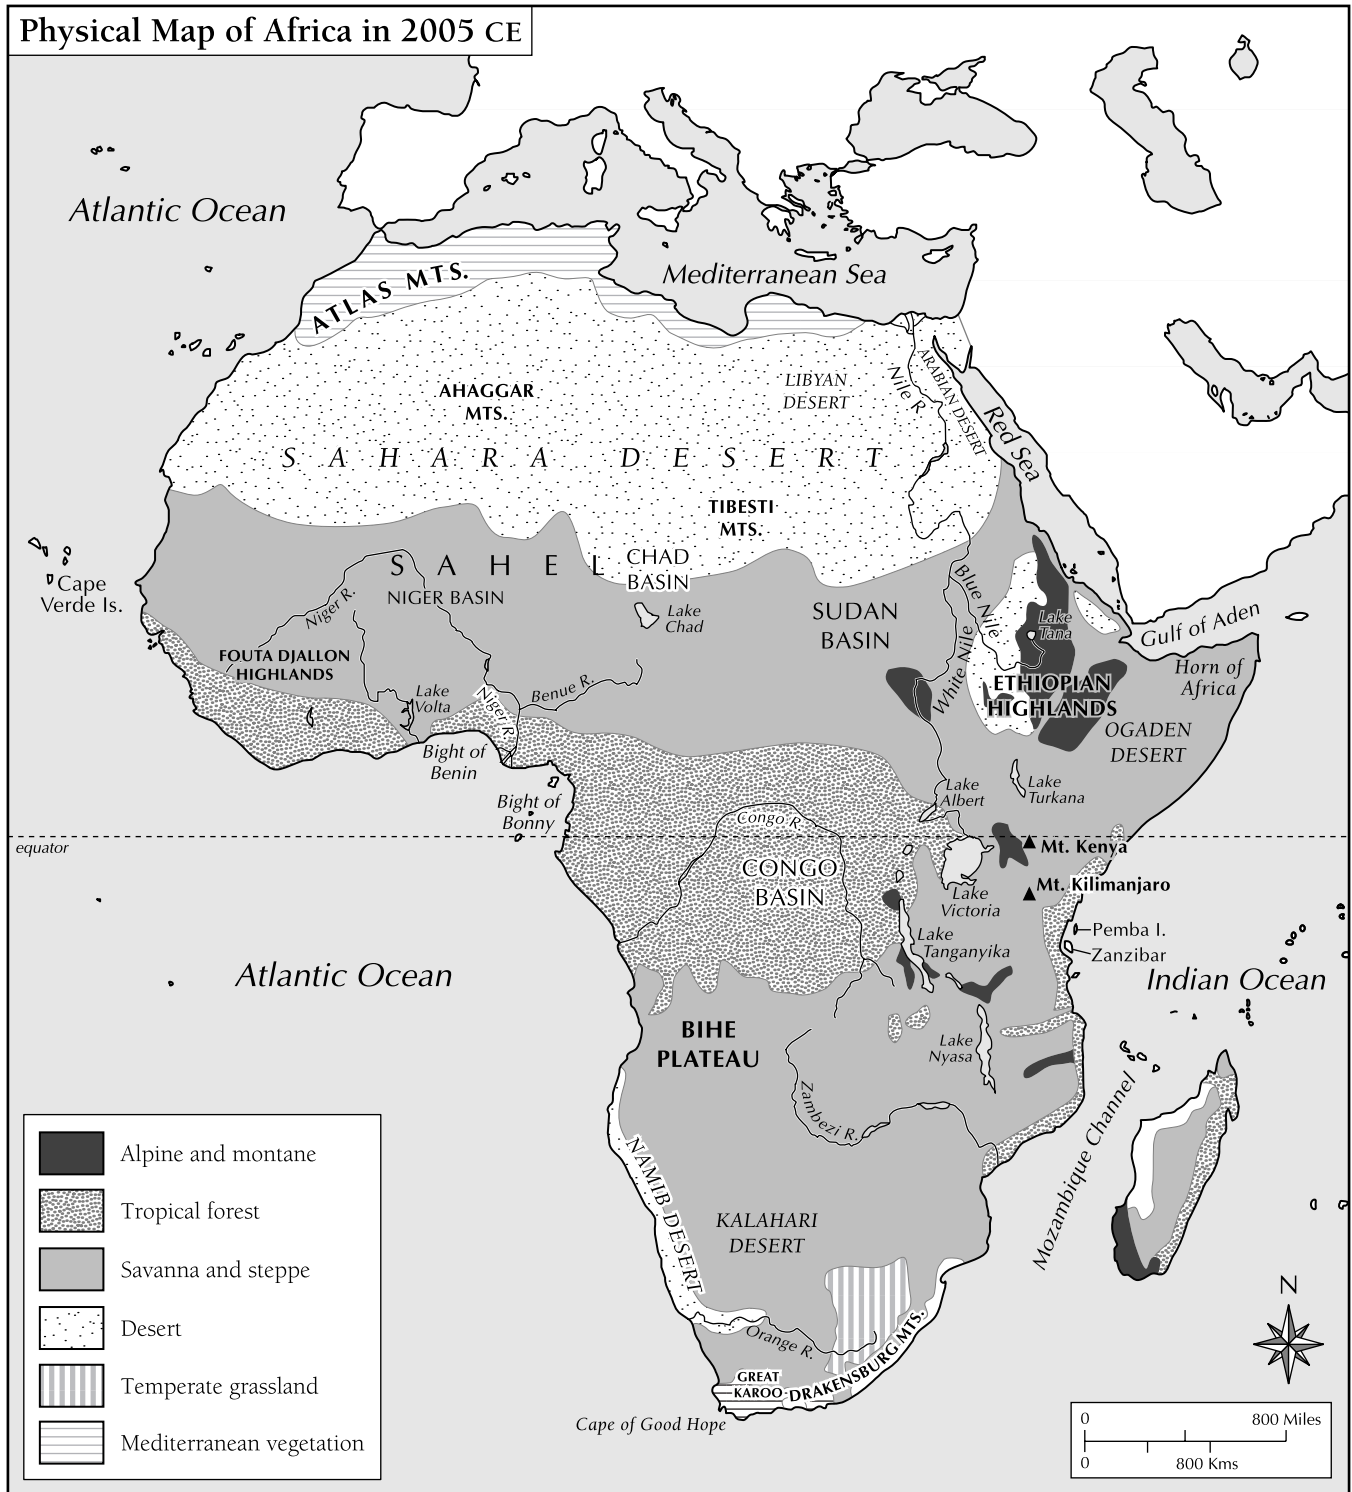 Physical Map of Africa in 2005 CE
Atlantic Ocean
Mediterranean Sea
ATLAS MTS.
AHAGGAR
MTS.
LIBYAN
DESERT
Nile R.
ARABIAN DESERT
Red Sea
SAHARA DESERT
TIBESTI
MTS.
Cape
Verde Is.
SAHEL
CHAD
BASIN
NIGER BASIN
Niger R.
Lake
Chad
SUDAN
BASIN
Blue Nile
White Nile
Lake
Tana
Gulf of Aden
Horn of
Africa
FOUTA DJALLON
HIGHLANDS
Lake
Volta
Niger R.
Benue R.
ETHIOPIAN
HIGHLANDS
OGADEN
DESERT
Bight of
Benin
Bight of
Bonny
Lake
Albert
Lake
Turkana
equator
Congo R.
CONGO
BASIN
Mt. Kenya
Mt. Kilimanjaro
Lake
Victoria
Lake
Tanganyika
Pemba I.
Zanzibar
Atlantic Ocean
Indian Ocean
BIHE
PLATEAU
Lake
Nyasa
Zambezi R.
Mozambique Channel
NAMIB DESERT
KALAHARI
DESERT
Orange R.
GREAT
KAROO
DRAKENSBURG MTS.
Cape of Good Hope
Alpine and montane
Tropical forest
Savanna and steppe
Desert
Temperate grassland
Mediterranean vegetation
N
0 800 Miles
0 800 Kms